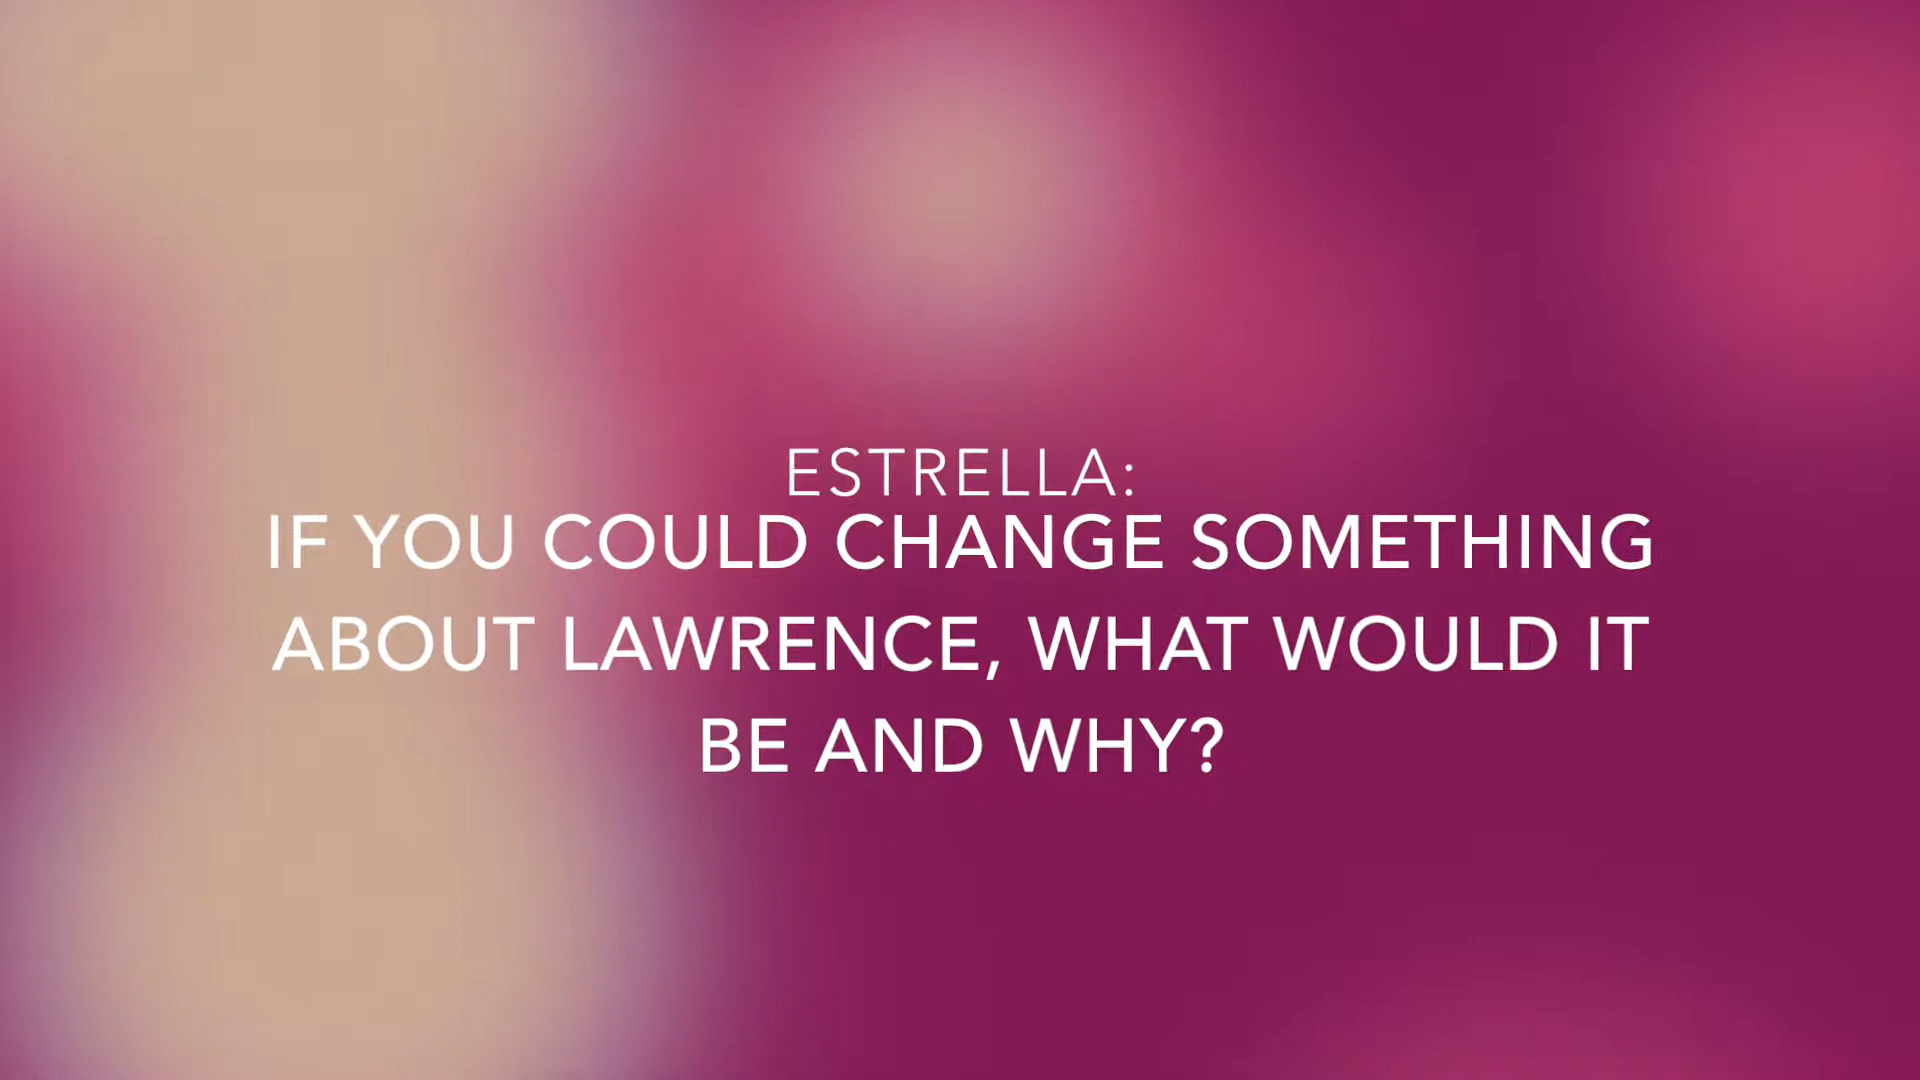 ESTRELLA:
IF YOU COULD CHANGE SOMETHING
ABOUT LAWRENCE, WHAT WOULD IT
BE AND WHY?